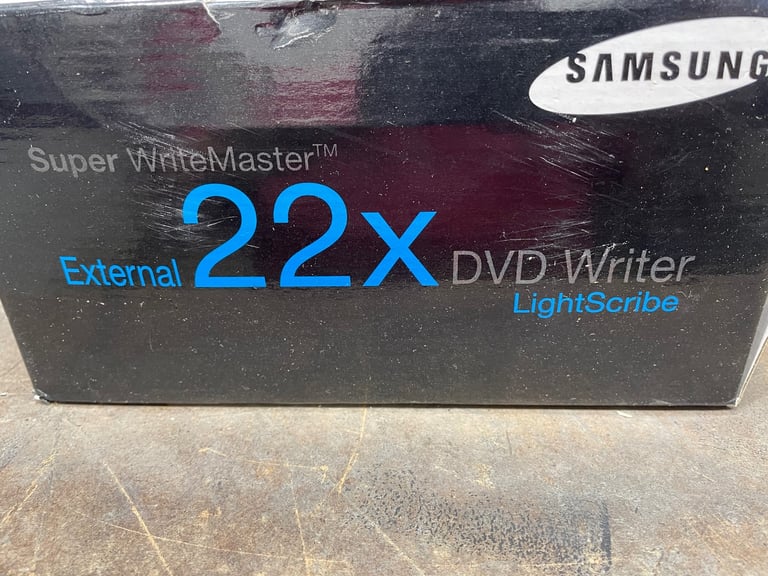 SAMSUNG
Super WriteMaster™
External 22x DVD Writer
LightScribe